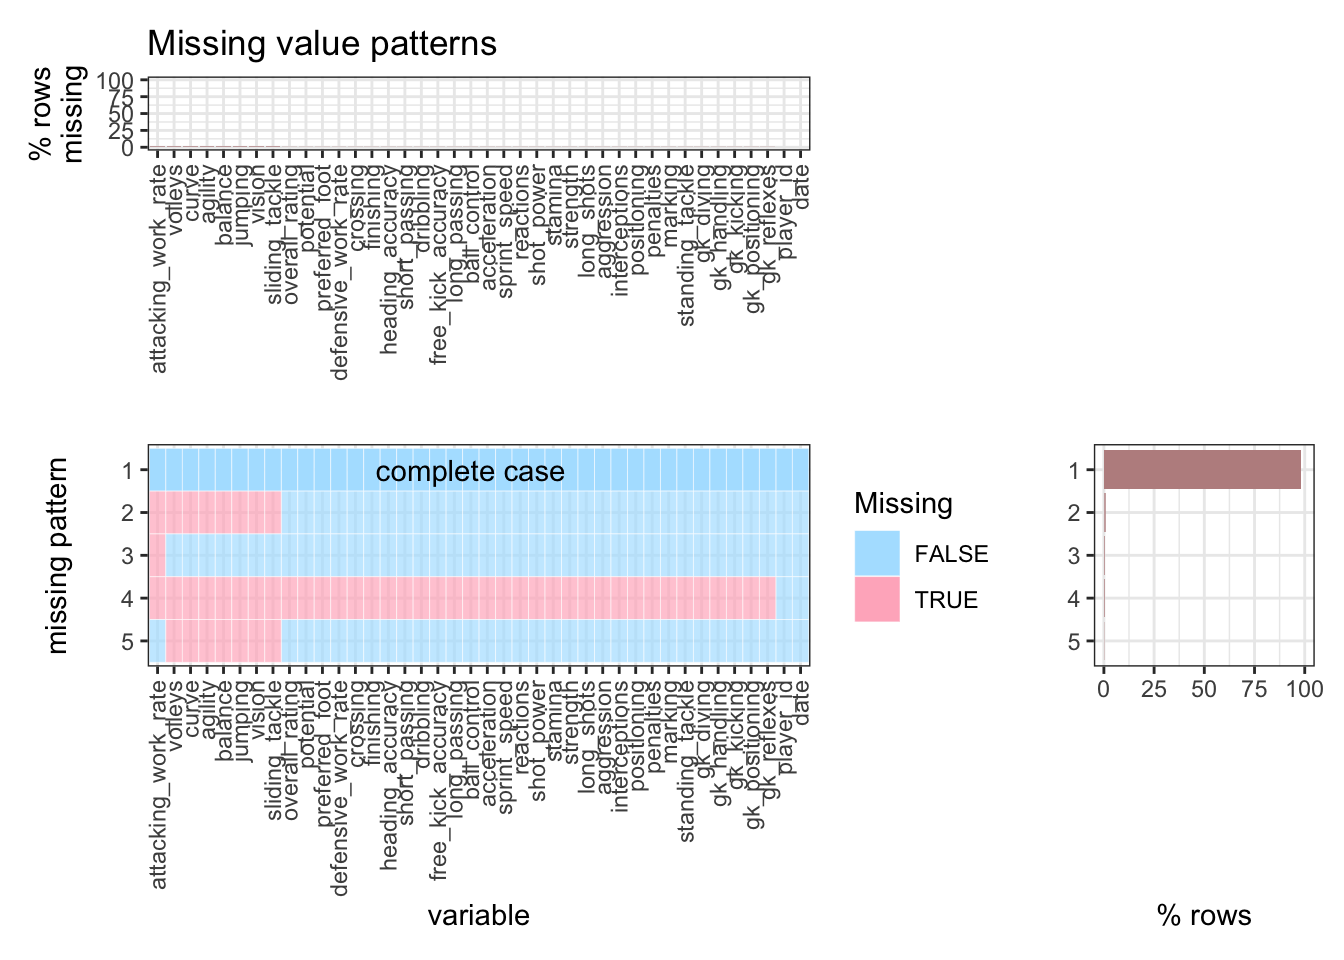 Missing value patterns
% rows
missing
100
75
50
25
0
attacking_work_rate
volleys
curve
agility
balance
jumping
vision
sliding_tackle
overall_rating
potential
preferred_foot
defensive_work_rate
crossing
finishing
heading_accuracy
short_passing
dribbling
free_kick_accuracy
long_passing
ball_control
acceleration
sprint_speed
reactions
shot_power
stamina
strength
long_shots
aggression
interceptions
positioning
penalties
marking
standing_tackle
gk_diving
gk_handling
gk_kicking
gk_positioning
gk_reflexes
player_id
date
missing pattern
1
2
3
4
5
complete case
attacking_work_rate
volleys
curve
agility
balance
jumping
vision
sliding_tackle
overall_rating
potential
preferred_foot
defensive_work_rate
crossing
finishing
heading_accuracy
short_passing
dribbling
free_kick_accuracy
long_passing
ball_control
acceleration
sprint_speed
reactions
shot_power
stamina
strength
long_shots
aggression
interceptions
positioning
penalties
marking
standing_tackle
gk_diving
gk_handling
gk_kicking
gk_positioning
gk_reflexes
player_id
date
variable
Missing
FALSE
TRUE
1
2
3
4
5
0 25 50 75 100
% rows